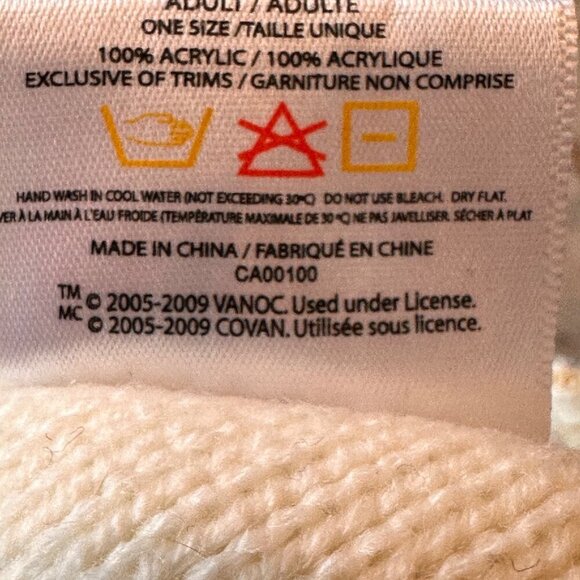 ADULT / ADULTE
ONE SIZE /TAILLE UNIQUE
100% ACRYLIC / 100% ACRYLIQUE
EXCLUSIVE OF TRIMS / GARNITURE NON COMPRISE
HAND WASH IN COOL WATER (NOT EXCEEDING 30ºC) DO NOT USE BLEACH. DRY FLAT.
VER À LA MAIN À L'EAU FROIDE (TEMPÉRATURE MAXIMALE DE 30 ºC) NE PAS JAVELLISER. SÉCHER À PLAT
MADE IN CHINA / FABRIQUÉ EN CHINE
CA00100
TM © 2005-2009 VANOC. Used under License.
MC © 2005-2009 COVAN. Utilisée sous licence.